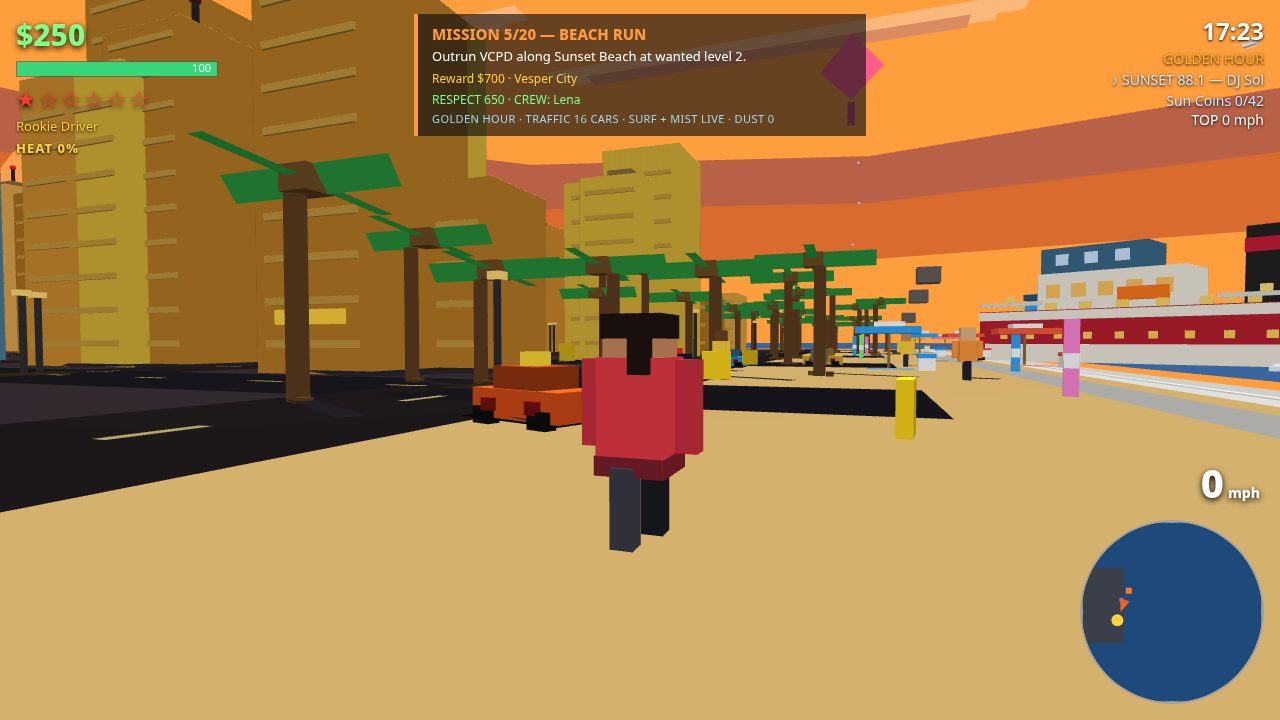 $250
100
Rookie Driver
HEAT 0%
MISSION 5/20 — BEACH RUN
Outrun VCPD along Sunset Beach at wanted level 2.
Reward $700 · Vesper City
RESPECT 650 · CREW: Lena
GOLDEN HOUR · TRAFFIC 16 CARS · SURF + MIST LIVE · DUST 0
17:23
GOLDEN HOUR
♪ SUNSET 88.1 — DJ Sol
Sun Coins 0/42
TOP 0 mph
0 mph